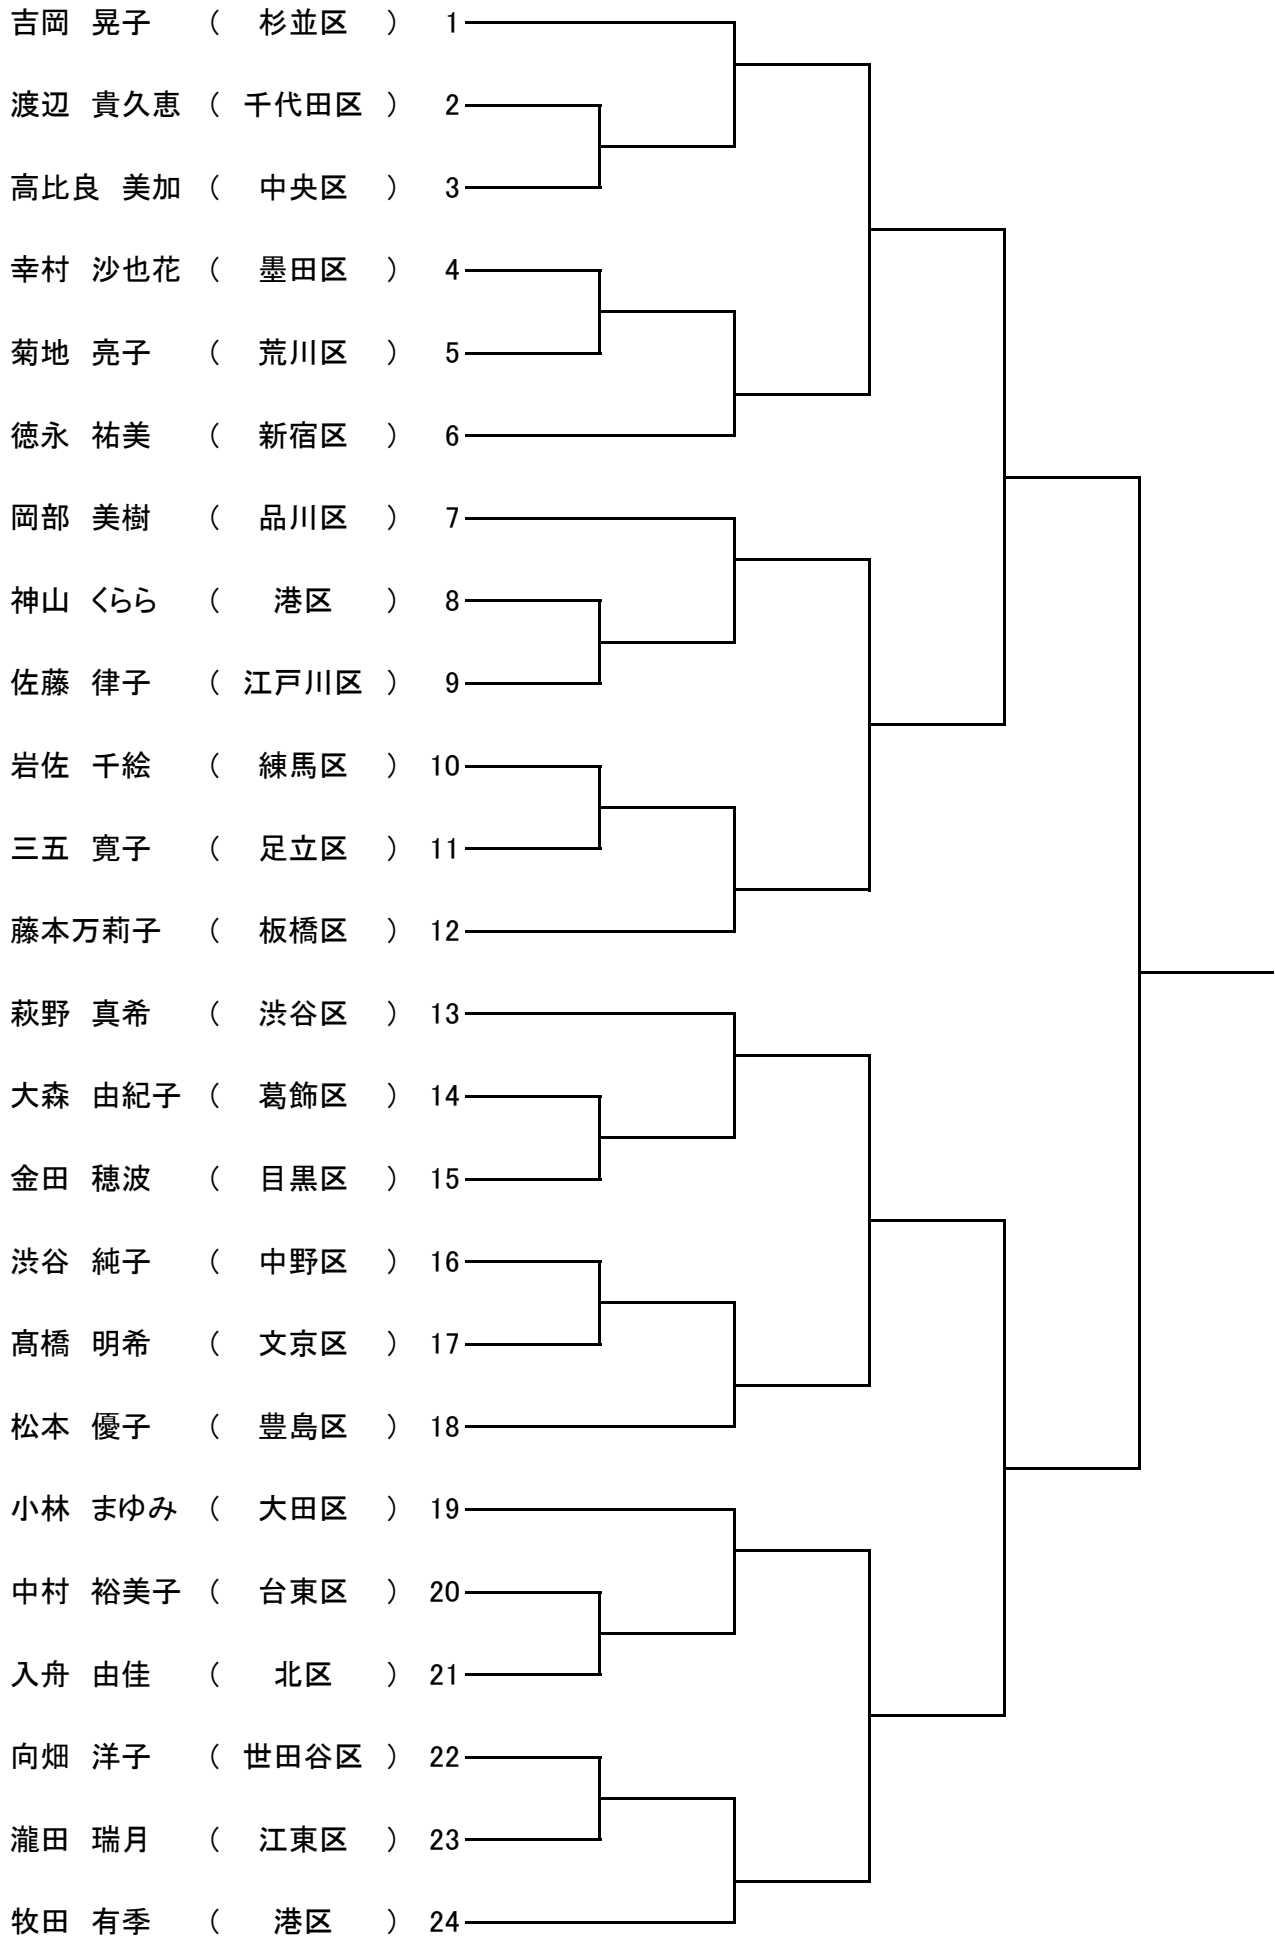 吉岡 晃子 （ 杉並区 ） 1
渡辺 貴久恵 （ 千代田区 ） 2
高比良 美加 （ 中央区 ） 3
幸村 沙也花 （ 墨田区 ） 4
菊地 亮子 （ 荒川区 ） 5
徳永 祐美 （ 新宿区 ） 6
岡部 美樹 （ 品川区 ） 7
神山 くらら （ 港区 ） 8
佐藤 律子 （ 江戸川区 ） 9
岩佐 千絵 （ 練馬区 ） 10
三五 寛子 （ 足立区 ） 11
藤本万莉子 （ 板橋区 ） 12
萩野 真希 （ 渋谷区 ） 13
大森 由紀子 （ 葛飾区 ） 14
金田 穂波 （ 目黒区 ） 15
渋谷 純子 （ 中野区 ） 16
髙橋 明希 （ 文京区 ） 17
松本 優子 （ 豊島区 ） 18
小林 まゆみ （ 大田区 ） 19
中村 裕美子 （ 台東区 ） 20
入舟 由佳 （ 北区 ） 21
向畑 洋子 （ 世田谷区 ） 22
瀧田 瑞月 （ 江東区 ） 23
牧田 有季 （ 港区 ） 24